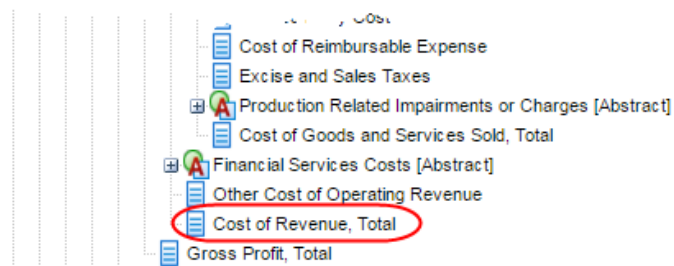 Cost
Cost of Reimbursable Expense
Excise and Sales Taxes
A Production Related Impairments or Charges [Abstract]
Cost of Goods and Services Sold, Total
A Financial Services Costs [Abstract]
Other Cost of Operating Revenue
Cost of Revenue, Total
Gross Profit, Total